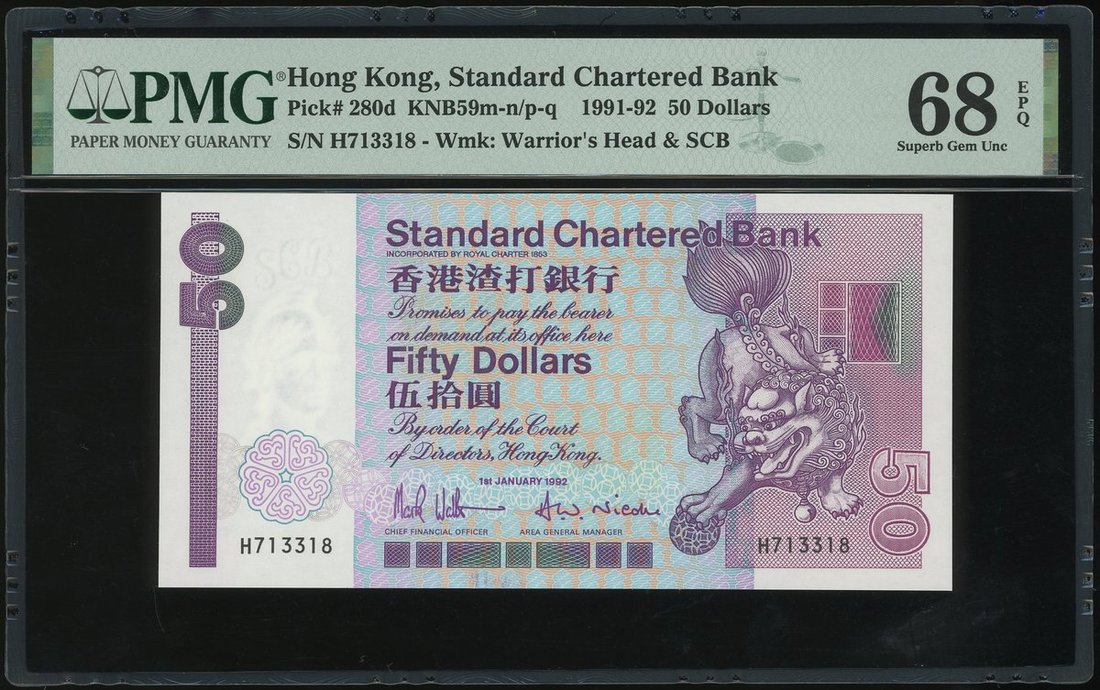 PMG®
PAPER MONEY GUARANTY
Hong Kong, Standard Chartered Bank
Pick# 280d KNB59m-n/p-q 1991-92 50 Dollars
S/N H713318 - Wmk: Warrior's Head & SCB
68
EPQ
Superb Gem Unc
50
Standard Chartered Bank
INCORPORATED BY ROYAL CHARTER 1853
香港渣打銀行
Promises to pay the bearer
on demand at its office here
Fifty Dollars
伍拾圓
By order of the Court
of Directors, Hong Kong.
1st JANUARY 1992
CHIEF FINANCIAL OFFICER
AREA GENERAL MANAGER
H713318
H713318
50